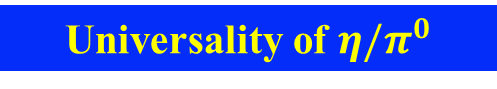 Universality of η/π⁰